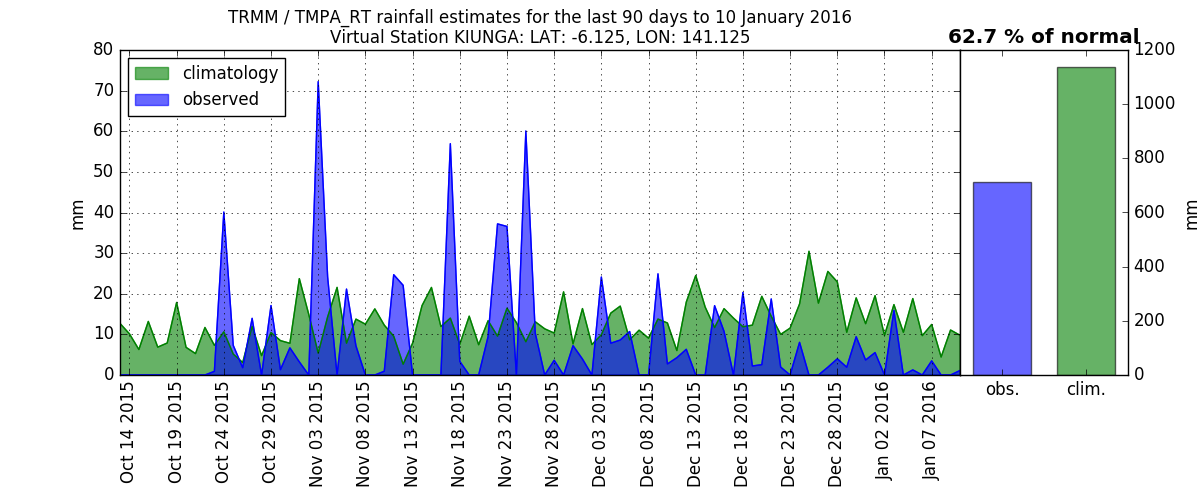 TRMM / TMPA_RT rainfall estimates for the last 90 days to 10 January 2016
Virtual Station KIUNGA: LAT: -6.125, LON: 141.125
62.7 % of normal
climatology
observed
80
70
60
50
40
30
20
10
0
mm
Oct 14 2015
Oct 19 2015
Oct 24 2015
Oct 29 2015
Nov 03 2015
Nov 08 2015
Nov 13 2015
Nov 18 2015
Nov 23 2015
Nov 28 2015
Dec 03 2015
Dec 08 2015
Dec 13 2015
Dec 18 2015
Dec 23 2015
Dec 28 2015
Jan 02 2016
Jan 07 2016
obs.
clim.
1200
1000
800
600
400
200
0
mm